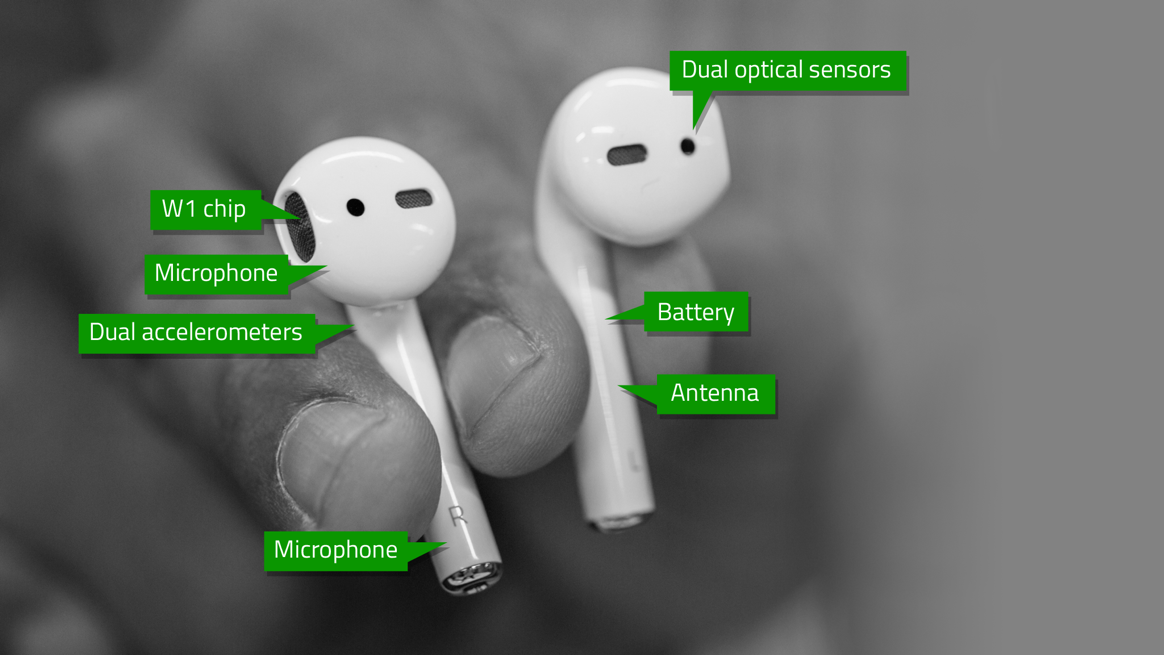 Dual optical sensors
W1 chip
Microphone
Dual accelerometers
Battery
Antenna
R
L
Microphone